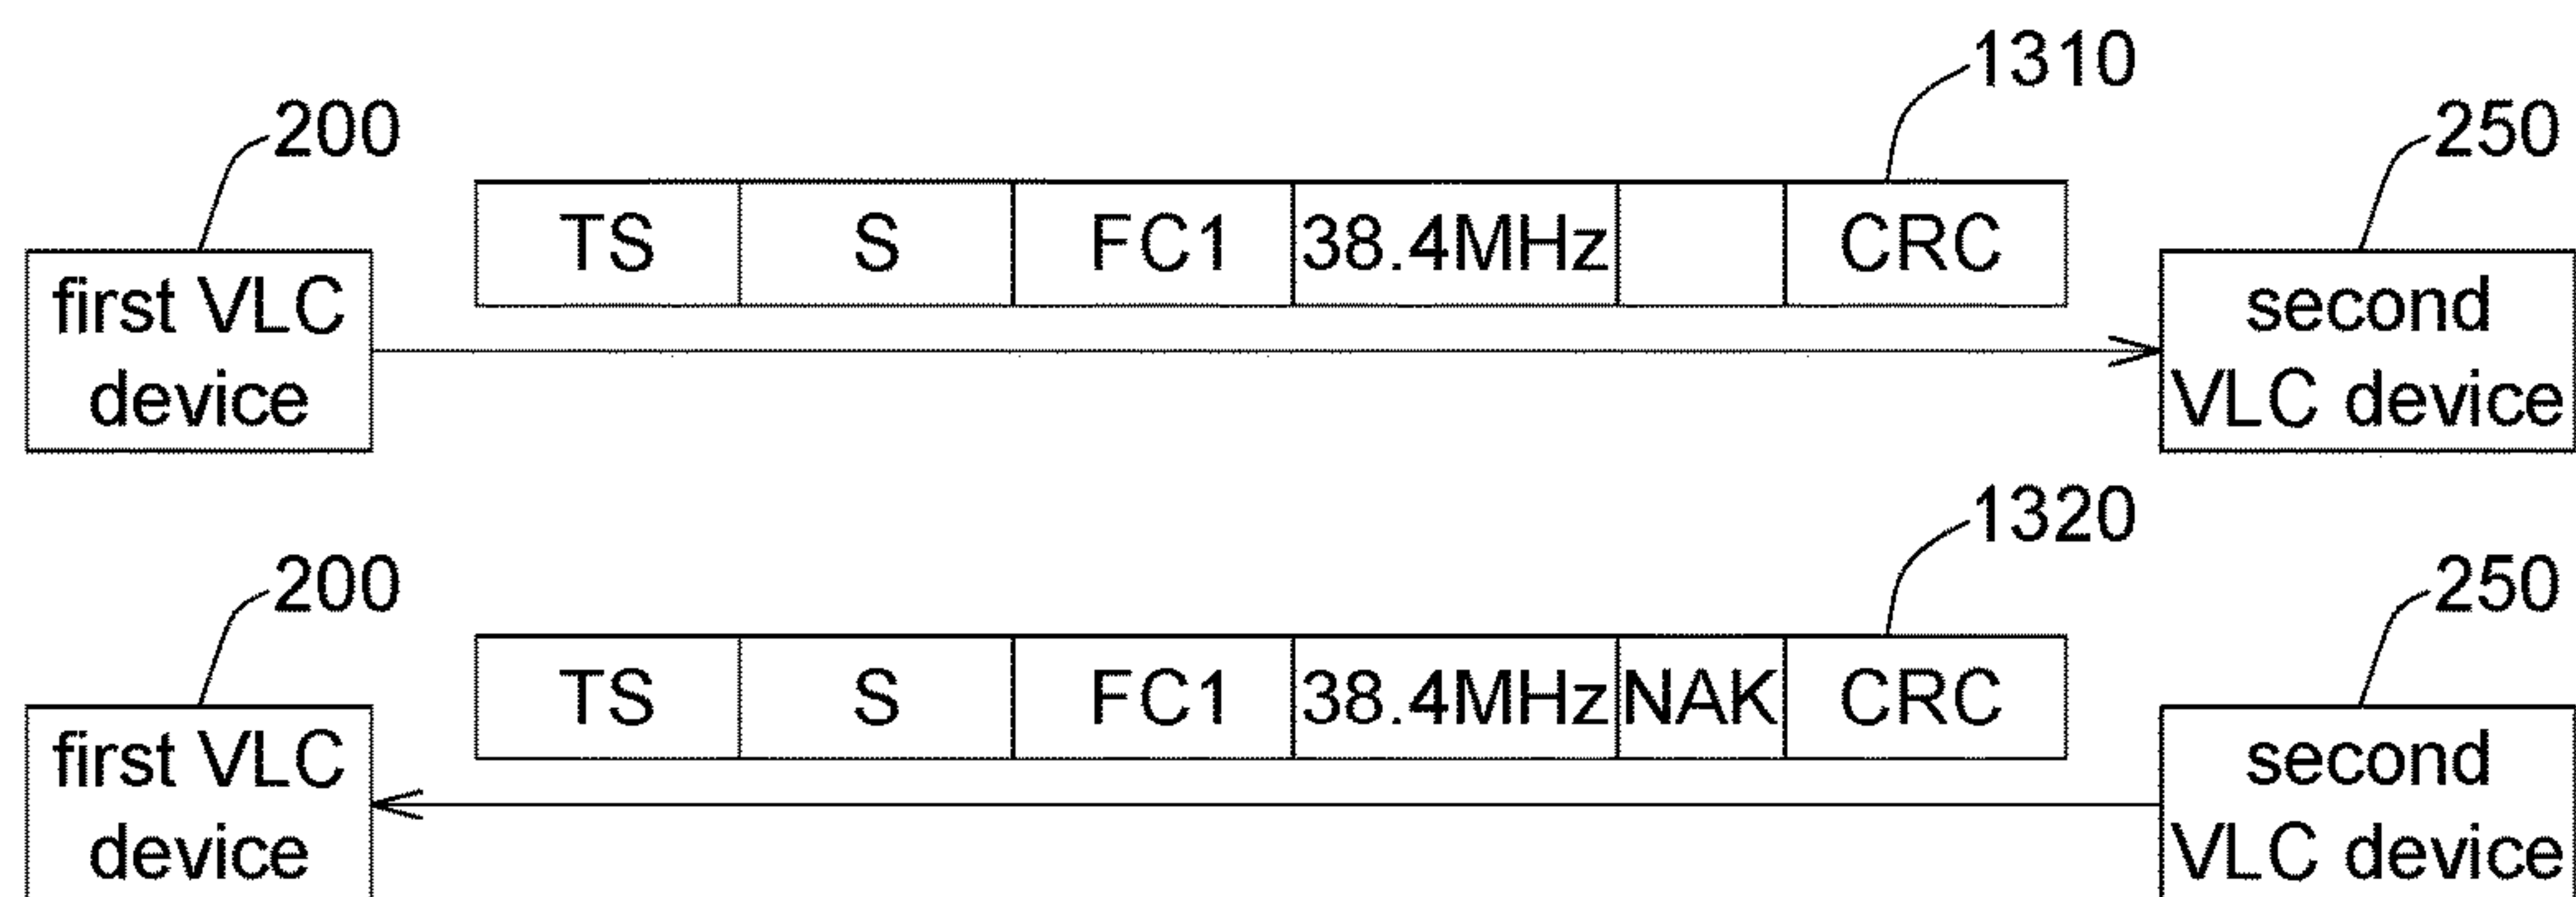 1310
200
250
TS S FC1 38.4MHz CRC
first VLC
device
second
VLC device
1320
200
250
TS S FC1 38.4MHz NAK CRC
first VLC
device
second
VLC device